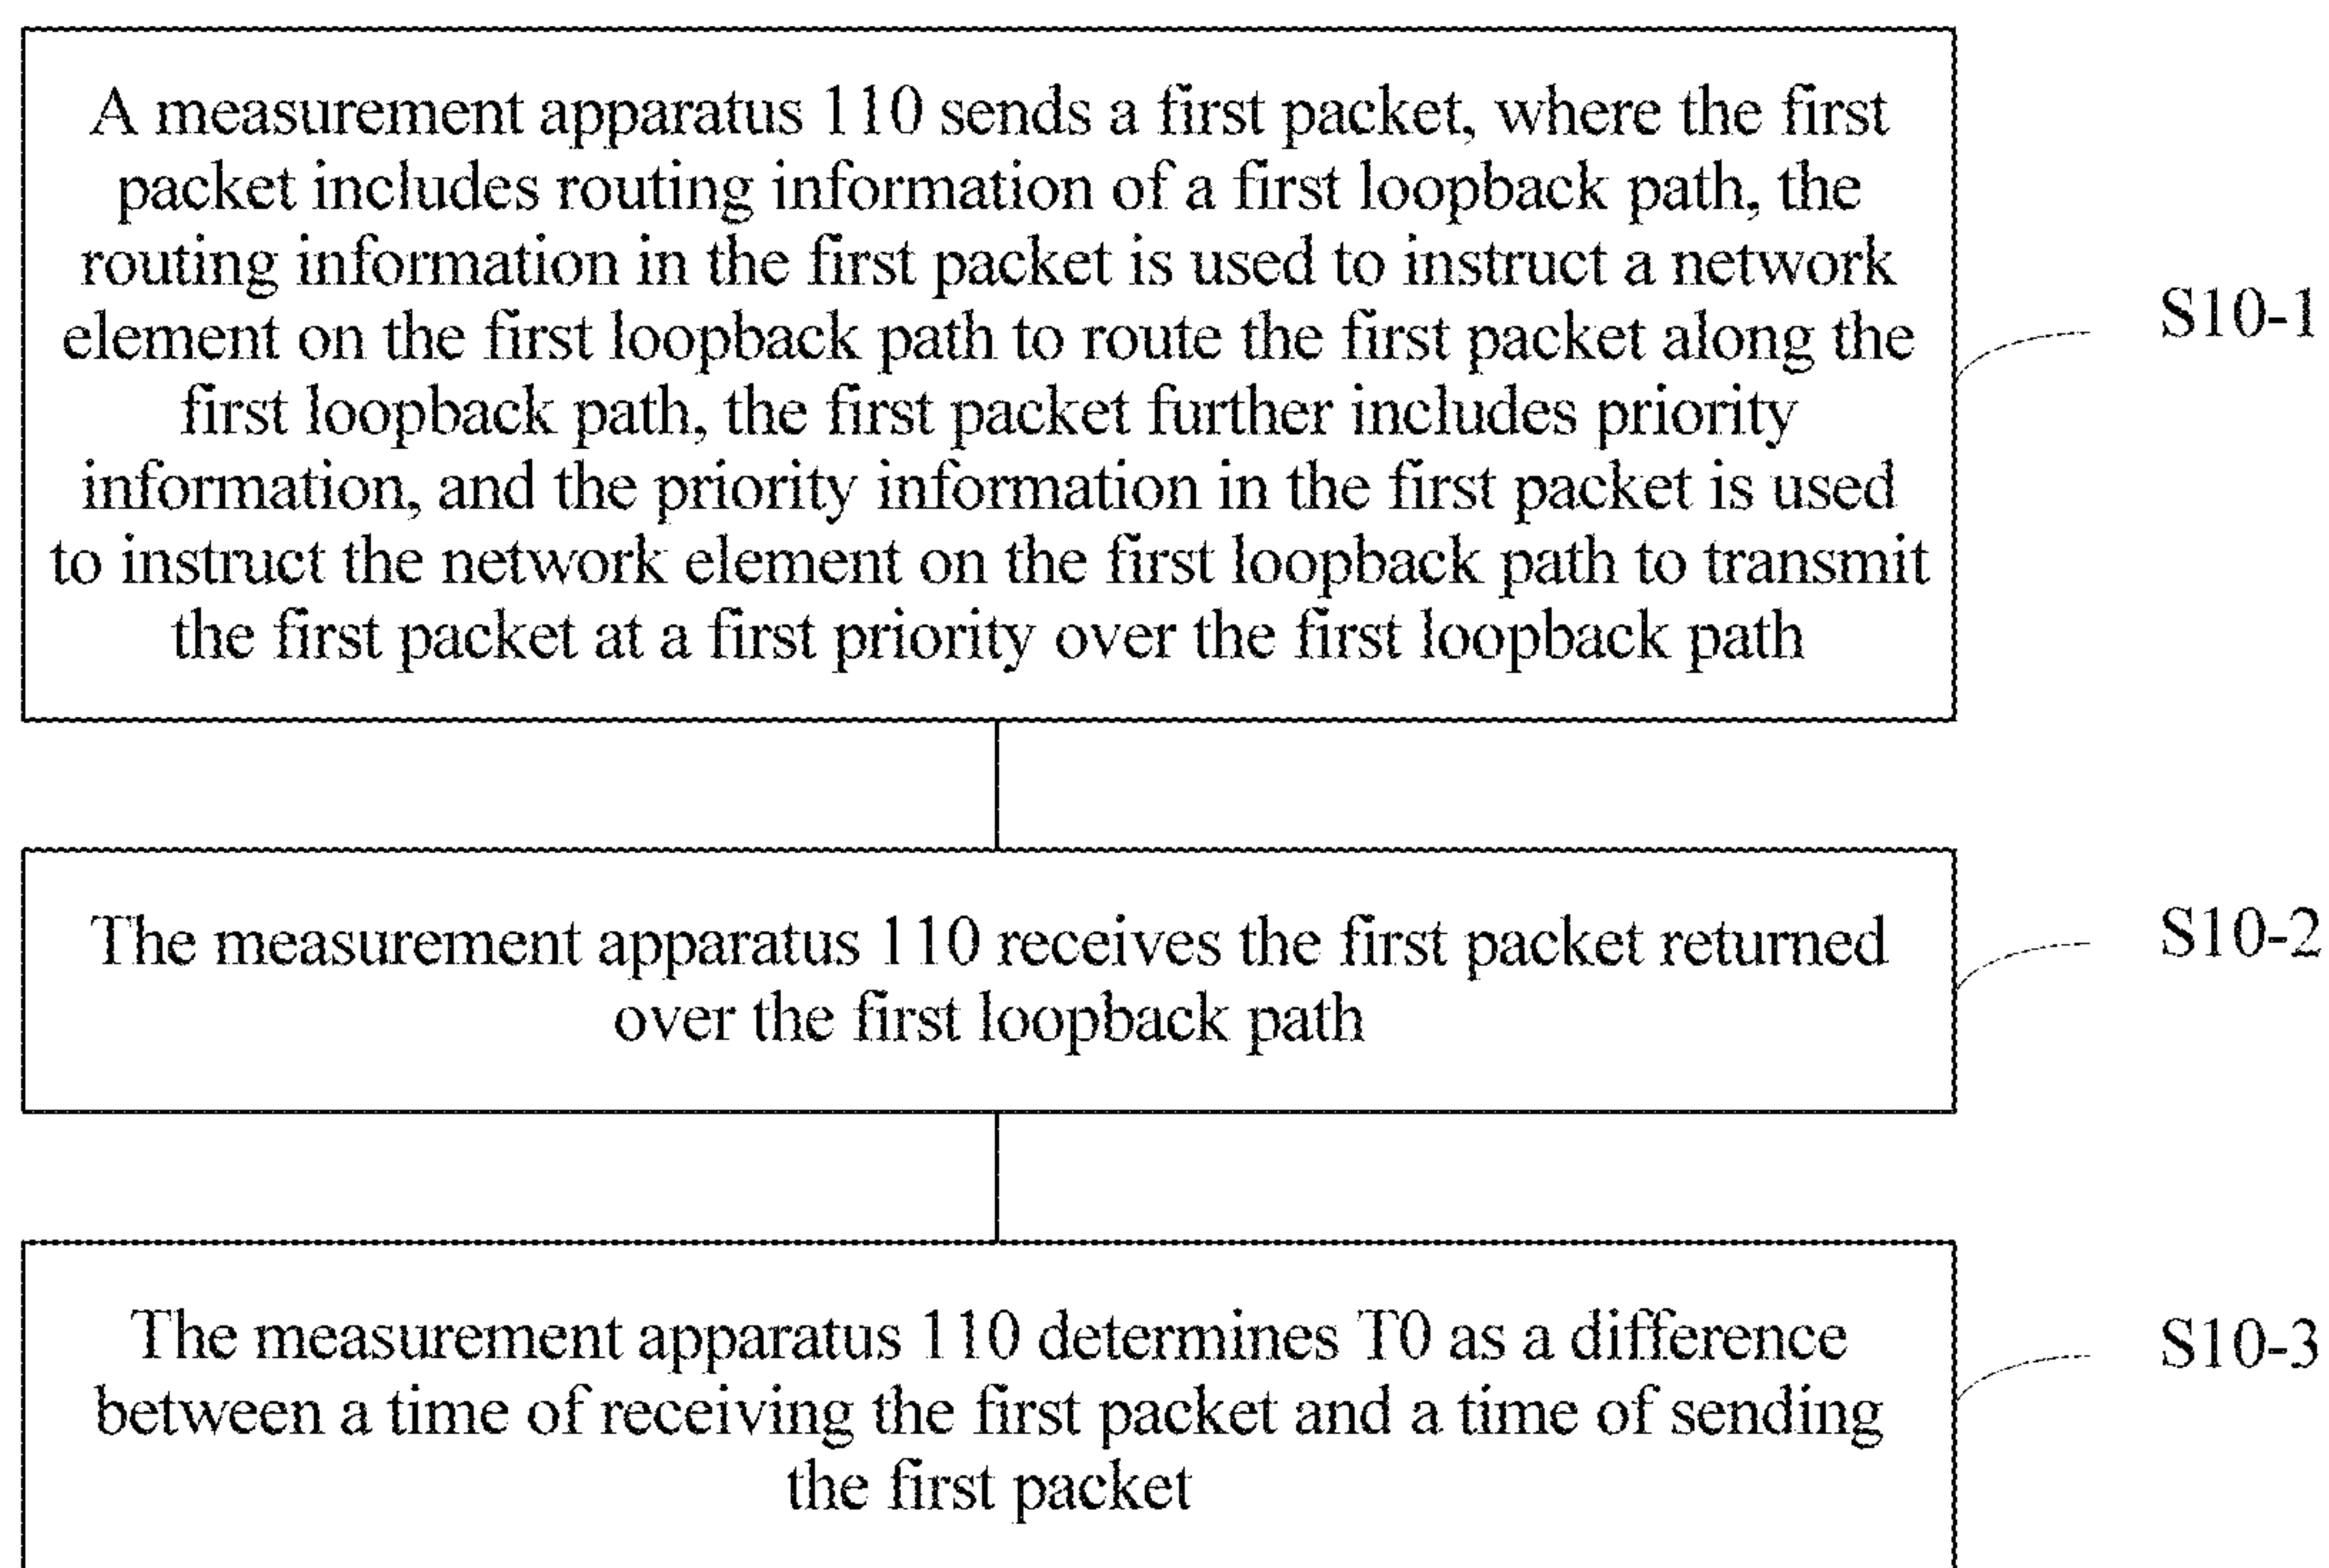 A measurement apparatus 110 sends a first packet, where the first
packet includes routing information of a first loopback path, the
routing information in the first packet is used to instruct a network
element on the first loopback path to route the first packet along the
first loopback path, the first packet further includes priority
information, and the priority information in the first packet is used
to instruct the network element on the first loopback path to transmit
the first packet at a first priority over the first loopback path
S10-1
The measurement apparatus 110 receives the first packet returned
over the first loopback path
S10-2
The measurement apparatus 110 determines T0 as a difference
between a time of receiving the first packet and a time of sending
the first packet
S10-3